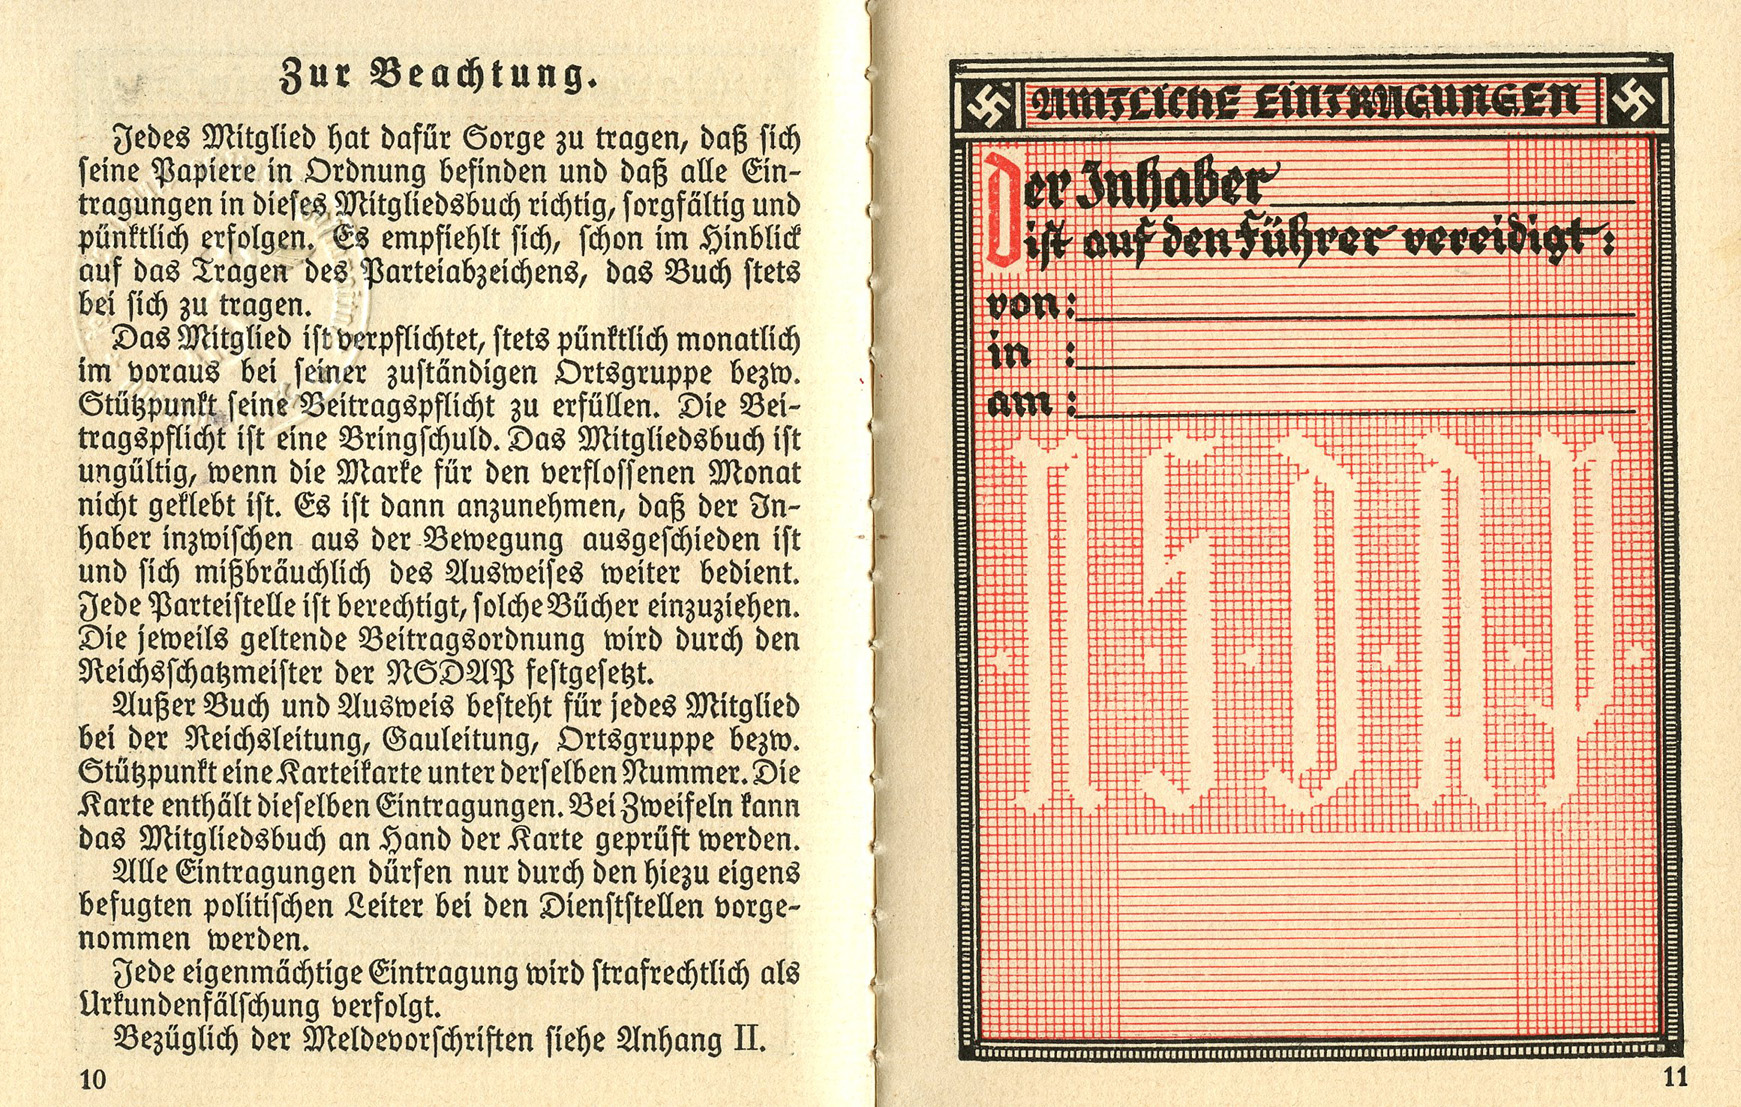 Zur Beachtung.
Jedes Mitglied hat dafür Sorge zu tragen, daß sich
seine Papiere in Ordnung befinden und daß alle Ein-
tragungen in dieses Mitgliedsbuch richtig, sorgfältig und
pünktlich erfolgen. Es empfiehlt sich, schon im Hinblick
auf das Tragen des Parteiabzeichens, das Buch stets
bei sich zu tragen.
Das Mitglied ist verpflichtet, stets pünktlich monatlich
im voraus bei seiner zuständigen Ortsgruppe bezw.
Stützpunkt seine Beitragspflicht zu erfüllen. Die Bei-
tragspflicht ist eine Bringschuld. Das Mitgliedsbuch ist
ungültig, wenn die Marke für den verflossenen Monat
nicht geklebt ist. Es ist dann anzunehmen, daß der In-
haber inzwischen aus der Bewegung ausgeschieden ist
und sich mißbräuchlich des Ausweises weiter bedient.
Jede Parteistelle ist berechtigt, solche Bücher einzuziehen.
Die jeweils geltende Beitragsordnung wird durch den
Reichsschatzmeister der NSDAP festgesetzt.
Außer Buch und Ausweis besteht für jedes Mitglied
bei der Reichsleitung, Gauleitung, Ortsgruppe bezw.
Stützpunkt eine Karteikarte unter derselben Nummer. Die
Karte enthält dieselben Eintragungen. Bei Zweifeln kann
das Mitgliedsbuch an Hand der Karte geprüft werden.
Alle Eintragungen dürfen nur durch den hiezu eigens
befugten politischen Leiter bei den Dienststellen vorge-
nommen werden.
Jede eigenmächtige Eintragung wird strafrechtlich als
Urkundenfälschung verfolgt.
Bezüglich der Meldevorschriften siehe Anhang II.
10
AMTLICHE EINTRAGUNGEN
Der Inhaber
ist auf den Führer vereidigt:
von:
in :
am :
NSDAP
11